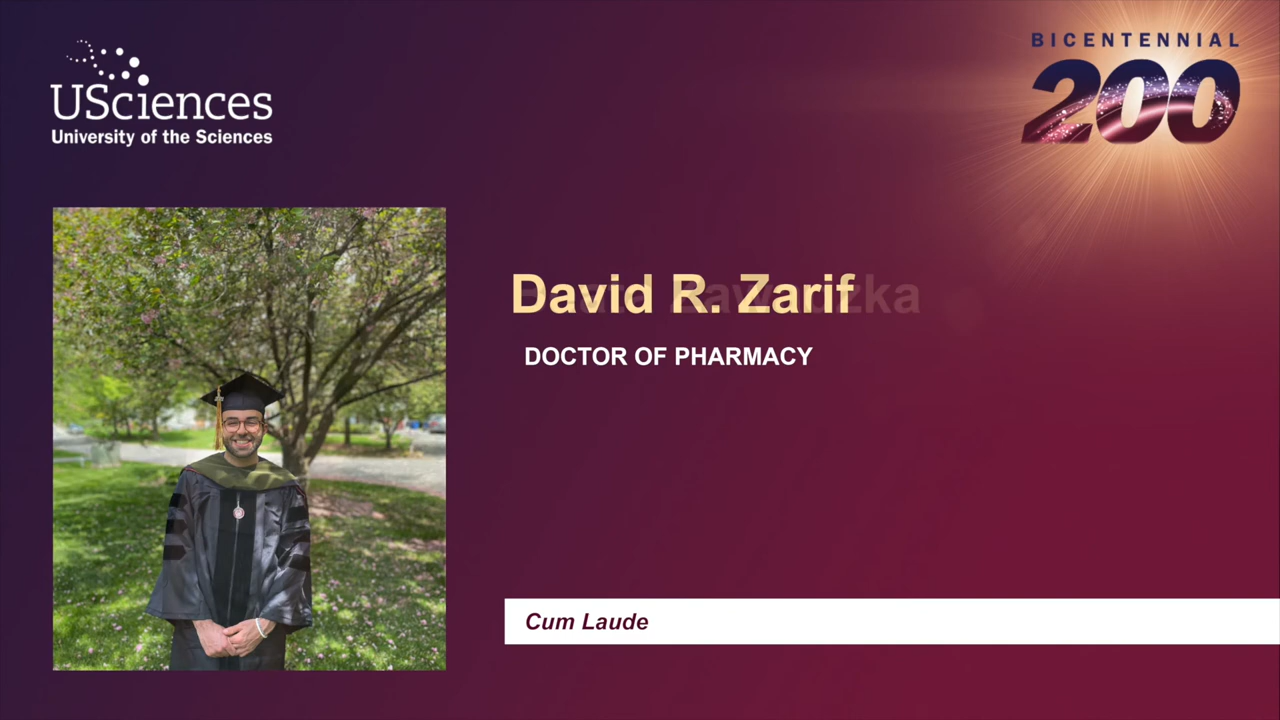 USciences
University of the Sciences
BICENTENNIAL
200
David R. Zarif
DOCTOR OF PHARMACY
Cum Laude